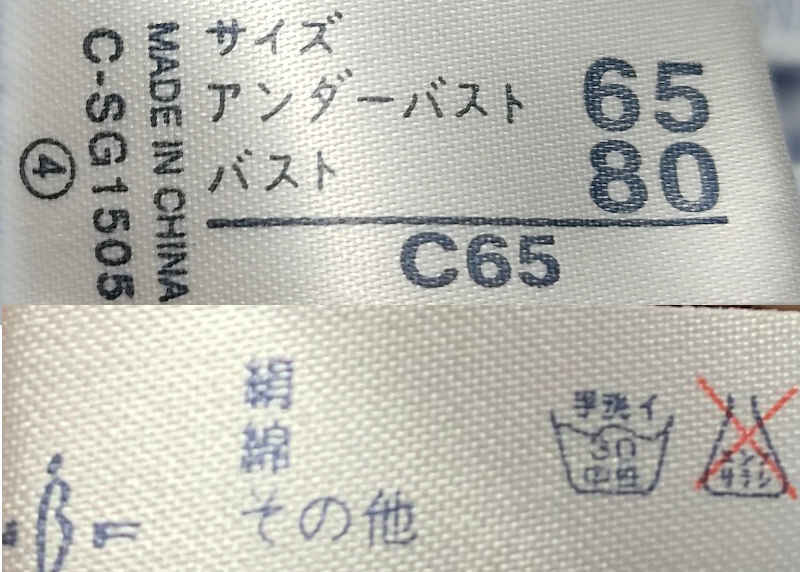 サイズ
アンダーバスト 65
バスト 80
C65
MADE IN CHINA
C-SG1505
4
絹
綿
その他
手洗イ
30
中性
エンソ
サラシ